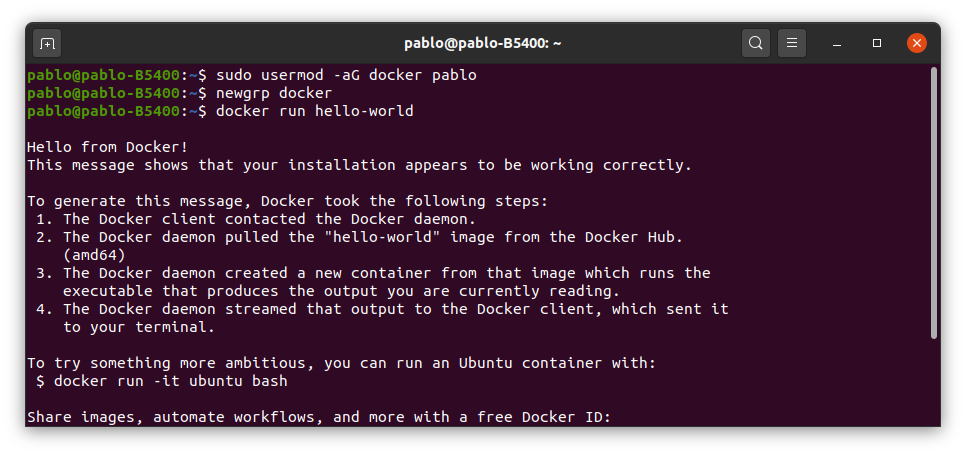 pablo@pablo-B5400: ~
pablo@pablo-B5400:~$ sudo usermod -aG docker pablo
pablo@pablo-B5400:~$ newgrp docker
pablo@pablo-B5400:~$ docker run hello-world
Hello from Docker!
This message shows that your installation appears to be working correctly.
To generate this message, Docker took the following steps:
1. The Docker client contacted the Docker daemon.
2. The Docker daemon pulled the "hello-world" image from the Docker Hub.
(amd64)
3. The Docker daemon created a new container from that image which runs the
executable that produces the output you are currently reading.
4. The Docker daemon streamed that output to the Docker client, which sent it
to your terminal.
To try something more ambitious, you can run an Ubuntu container with:
$ docker run -it ubuntu bash
Share images, automate workflows, and more with a free Docker ID: